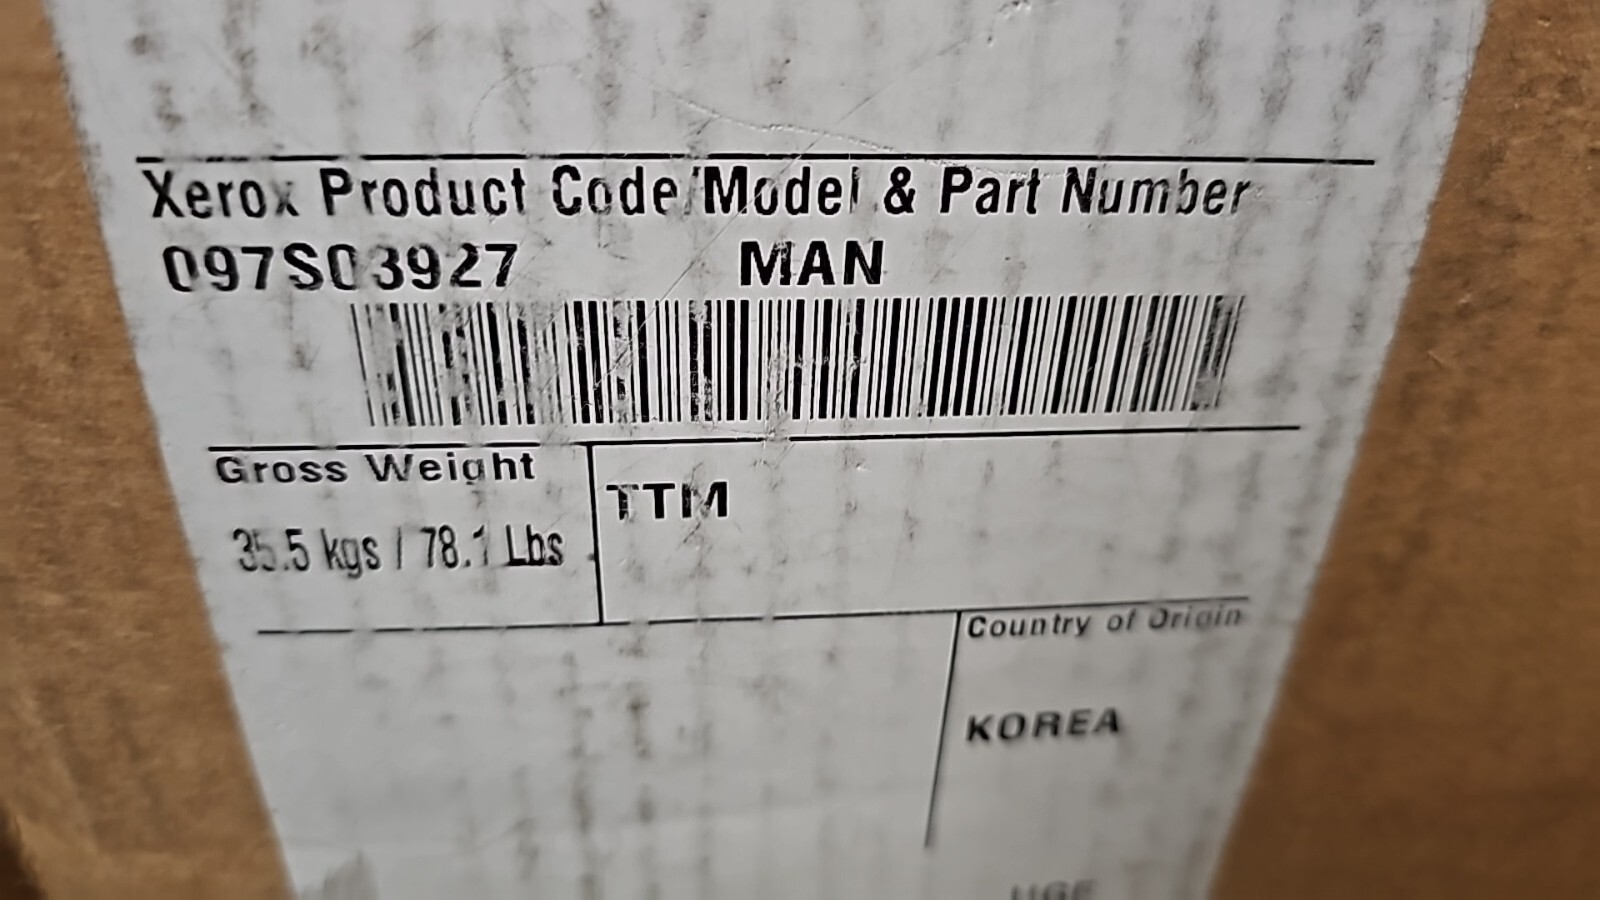 Xerox Product Code/Model & Part Number
097S03927 MAN
Gross Weight
TTM
35.5 kgs / 78.1 Lbs
Country of Origin
KOREA